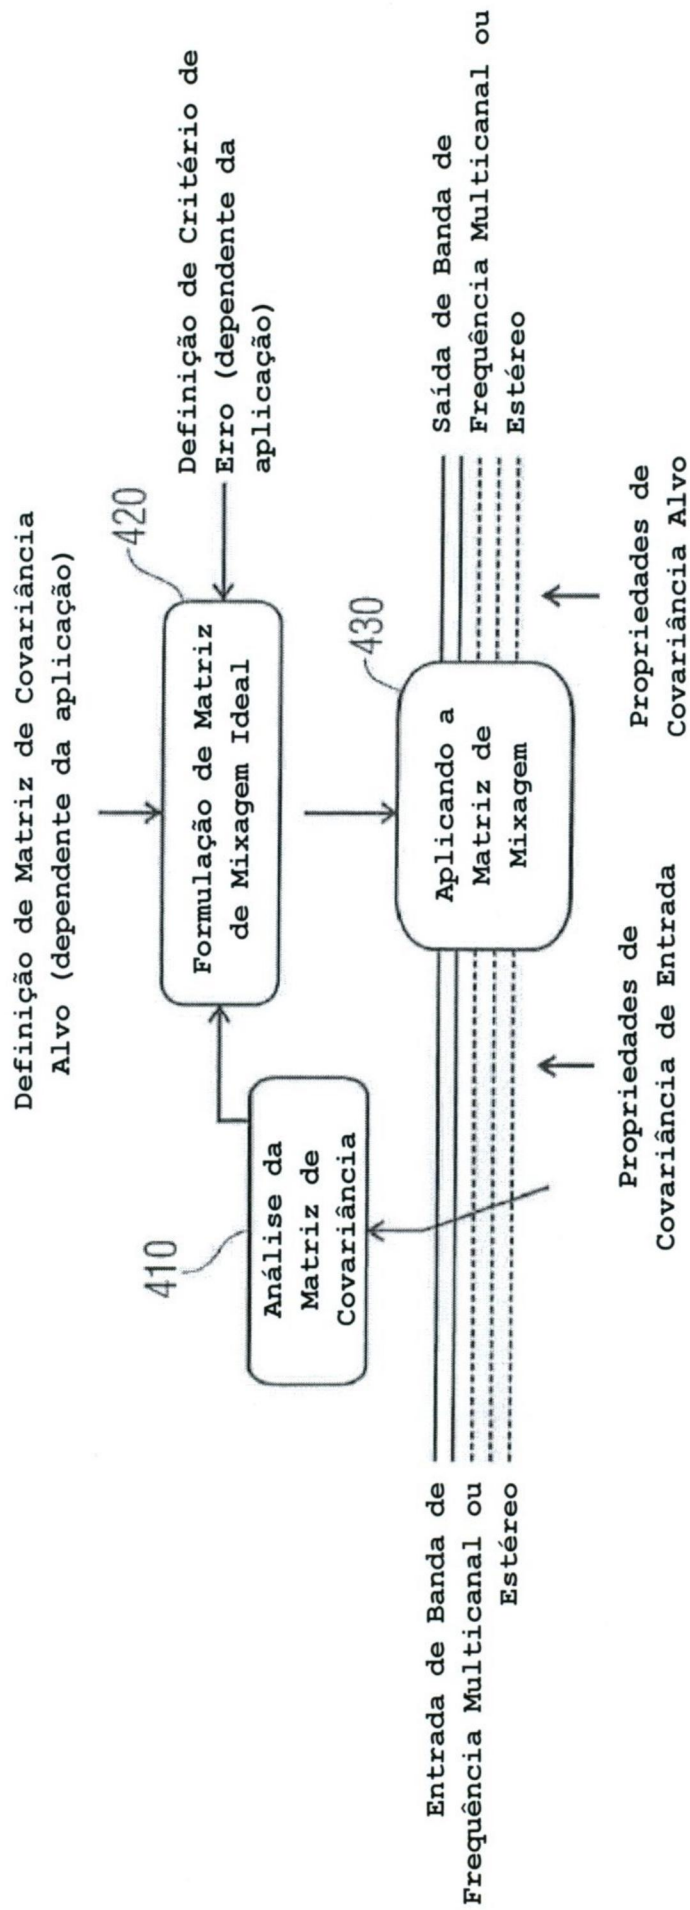 Definição de Matriz de Covariância
Alvo (dependente da aplicação)
Definição de Critério de
Erro (dependente da
aplicação)
420
Formulação de Matriz
de Mixagem Ideal
410
Análise da
Matriz de
Covariância
430
Aplicando a
Matriz de
Mixagem
Entrada de Banda de
Frequência Multicanal ou
Estéreo
Saída de Banda de
Frequência Multicanal ou
Estéreo
Propriedades de
Covariância de Entrada
Propriedades de
Covariância Alvo